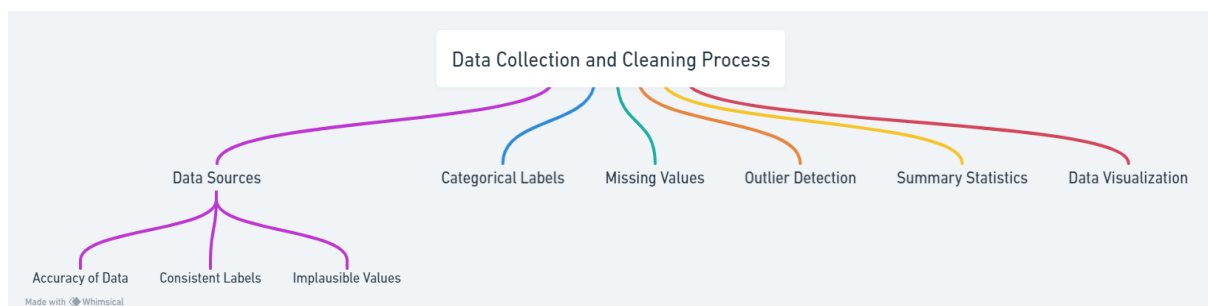 Data Collection and Cleaning Process
Data Sources
Categorical Labels
Missing Values
Outlier Detection
Summary Statistics
Data Visualization
Accuracy of Data
Consistent Labels
Implausible Values
Made with Whimsical